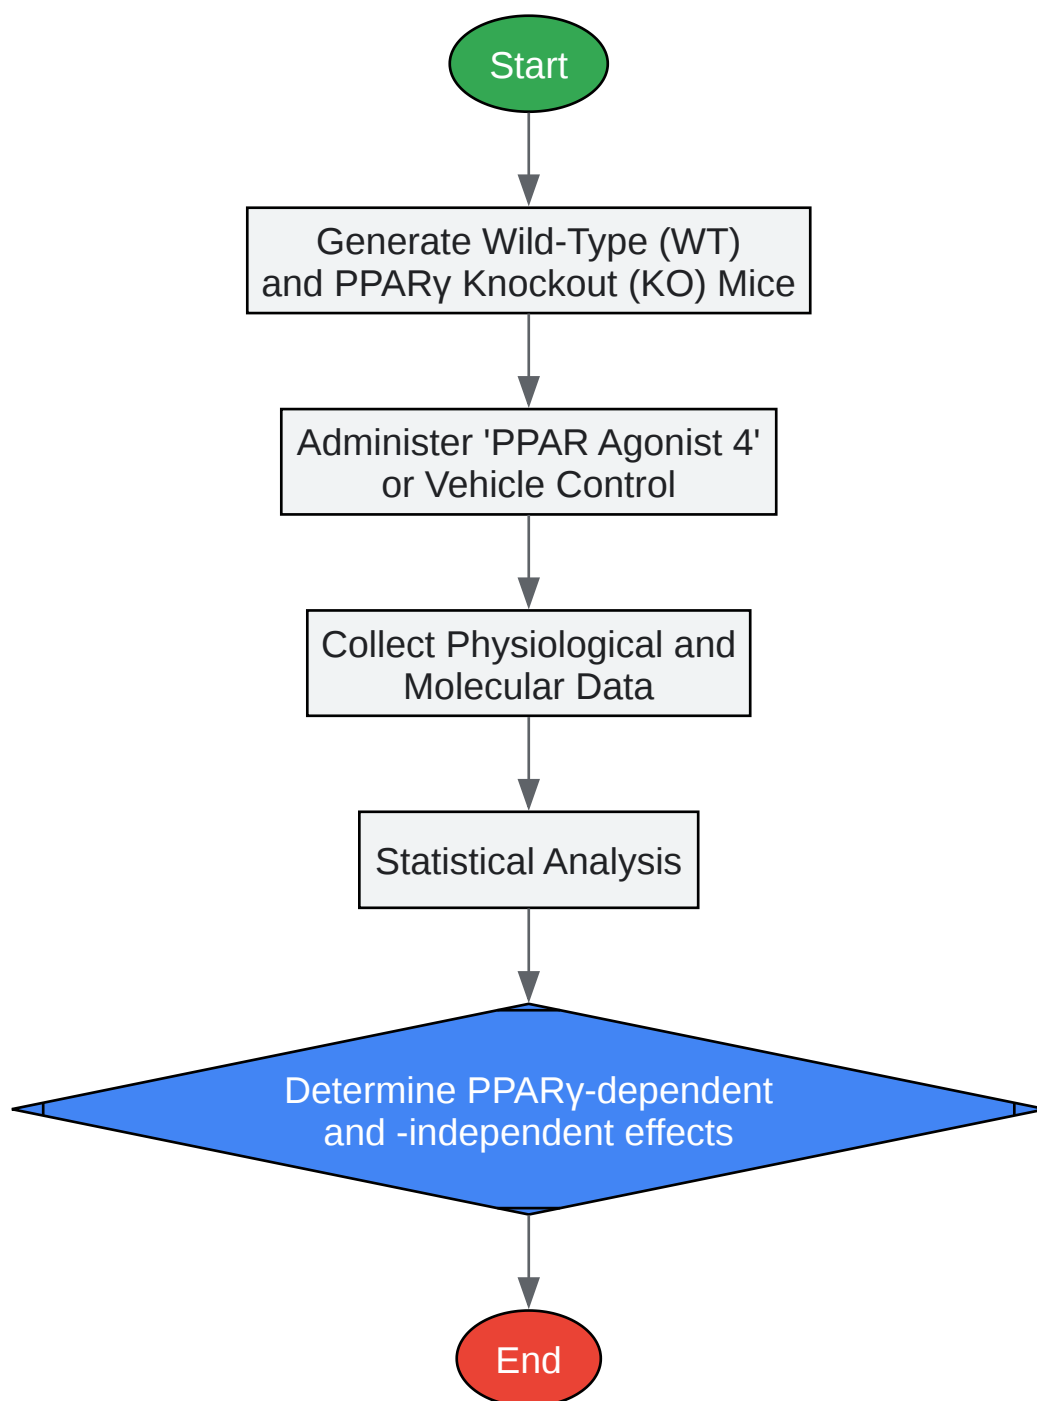 Start
Generate Wild-Type (WT)
and PPARγ Knockout (KO) Mice
Administer 'PPAR Agonist 4'
or Vehicle Control
Collect Physiological and
Molecular Data
Statistical Analysis
Determine PPARγ-dependent
and -independent effects
End